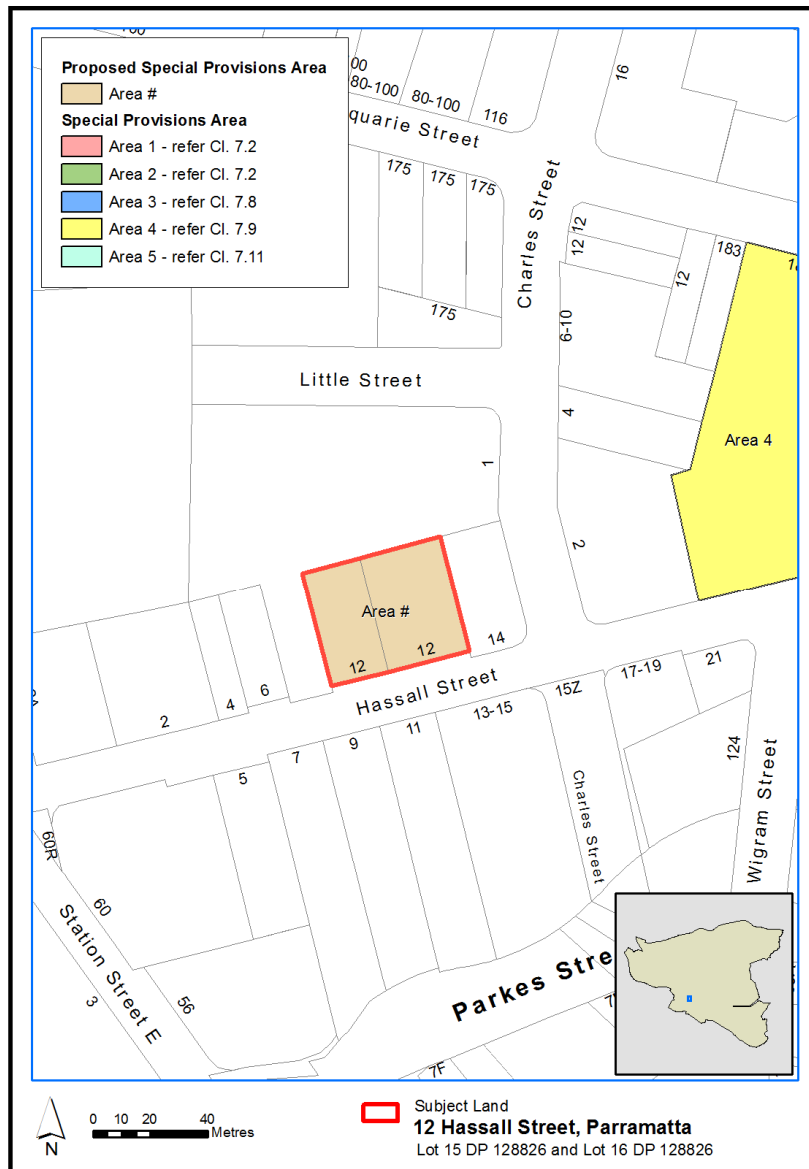 Proposed Special Provisions Area
Area #
Special Provisions Area
Area 1 - refer Cl. 7.2
Area 2 - refer Cl. 7.2
Area 3 - refer Cl. 7.8
Area 4 - refer Cl. 7.9
Area 5 - refer Cl. 7.11
80-100
80-100
116
16
quarie Street
175
175
175
175
Charles Street
12
12
12
183
6-10
Little Street
4
Area 4
1
2
Area #
12
12
14
Hassall Street
2
4
6
5
7
9
11
13-15
15Z
17-19
21
124
Charles Street
Wigram Street
60R
60
Station Street E
3
56
Parkes Stre
7F
N
0 10 20 40
Metres
Subject Land
12 Hassall Street, Parramatta
Lot 15 DP 128826 and Lot 16 DP 128826